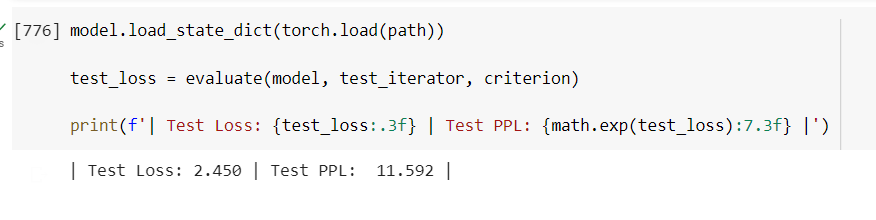 [776] model.load_state_dict(torch.load(path))
s
test_loss = evaluate(model, test_iterator, criterion)
print(f'| Test Loss: {test_loss:.3f} | Test PPL: {math.exp(test_loss):7.3f} |')
| Test Loss: 2.450 | Test PPL:  11.592 |